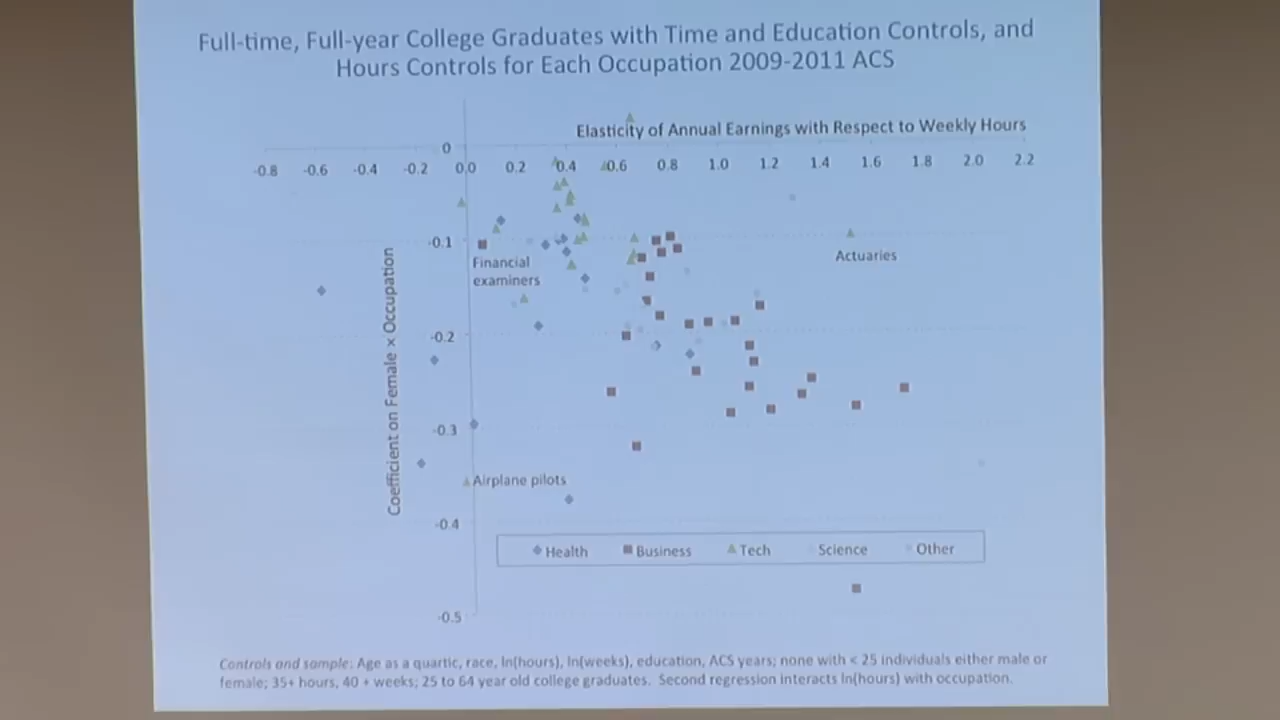 Full-time, Full-year College Graduates with Time and Education Controls, and
Hours Controls for Each Occupation 2009-2011 ACS
Elasticity of Annual Earnings with Respect to Weekly Hours
0
-0.8 -0.6 -0.4 -0.2 0.0 0.2 0.4 0.6 0.8 1.0 1.2 1.4 1.6 1.8 2.0 2.2
-0.1
Financial
examiners
Actuaries
Coefficient on Female x Occupation
-0.2
-0.3
Airplane pilots
-0.4
Health Business Tech Science Other
-0.5
Controls and sample: Age as a quartic, race, ln(hours), ln(weeks), education, ACS years; none with < 25 individuals either male or
female; 35+ hours, 40 + weeks; 25 to 64 year old college graduates. Second regression interacts ln(hours) with occupation.